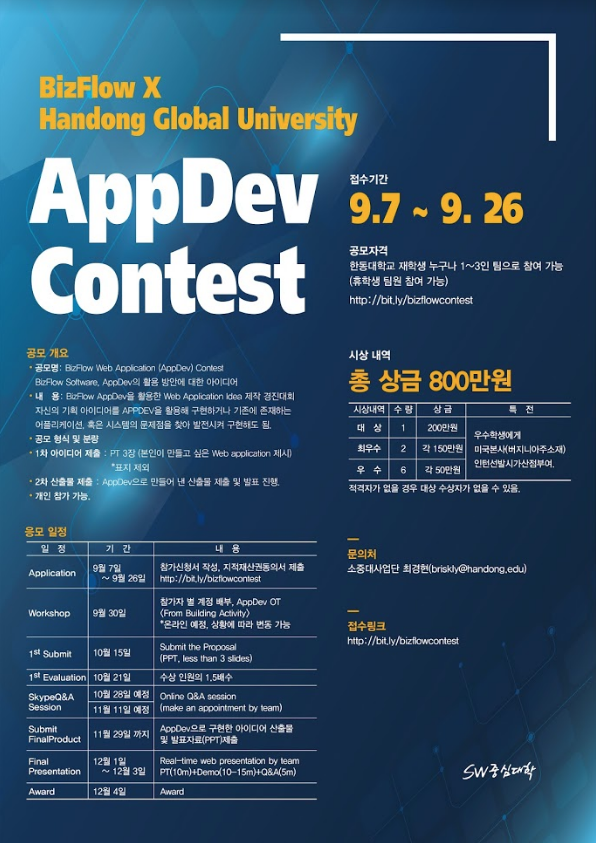 BizFlow X
Handong Global University
AppDev
Contest
접수기간
9.7 ~ 9. 26
공모자격
한동대학교 재학생 누구나 1~3인 팀으로 참여 가능
(휴학생 팀원 참여 가능)
http://bit.ly/bizflowcontest
공모 개요
• 공모명: BizFlow Web Application (AppDev) Contest
BizFlow Software, AppDev의 활용 방안에 대한 아이디어
• 내 용: BizFlow AppDev을 활용한 Web Application Idea 제작 경진대회
자신의 기획 아이디어를 APPDEV을 활용해 구현하거나 기존에 존재하는
어플리케이션, 혹은 시스템의 문제점을 찾아 발전시켜 구현해도 됨.
• 공모 형식 및 분량
• 1차 아이디어 제출 : PT 3장 (본인이 만들고 싶은 Web application 제시)
*표지 제외
• 2차 산출물 제출 : AppDev으로 만들어 낸 산출물 제출 및 발표 진행.
• 개인 참가 가능.
시상 내역
총 상금 800만원
시상내역 수 량 상 금 특 전
대 상 1 200만원
최우수 2 각 150만원
우 수 6 각 50만원
우수학생에게
미국본사(버지니아주소재)
인턴선발시가산점부여.
적격자가 없을 경우 대상 수상자가 없을 수 있음.
응모 일정
일 정 기 간 내 용
Application 9월 7일 ~ 9월 26일 참가신청서 작성, 지적재산권동의서 제출
http://bit.ly/bizflowcontest
Workshop 9월 30일 참가자 별 계정 배부, AppDev OT
<From Building Activity>
*온라인 예정, 상황에 따라 변동 가능
1st Submit 10월 15일 Submit the Proposal
(PPT, less than 3 slides)
1st Evaluation 10월 21일 수상 인원의 1.5배수
SkypeQ&A Session 10월 28일 예정 Online Q&A session
11월 11일 예정 (make an appointment by team)
Submit FinalProduct 11월 29일 까지 AppDev으로 구현한 아이디어 산출물
및 발표자료(PPT)제출
Final Presentation 12월 1일 ~ 12월 3일 Real-time web presentation by team
PT(10m)+Demo(10-15m)+Q&A(5m)
Award 12월 4일 Award
문의처
소중대사업단 최경현(briskly@handong.edu)
접수링크
http://bit.ly/bizflowcontest
SW중심대학